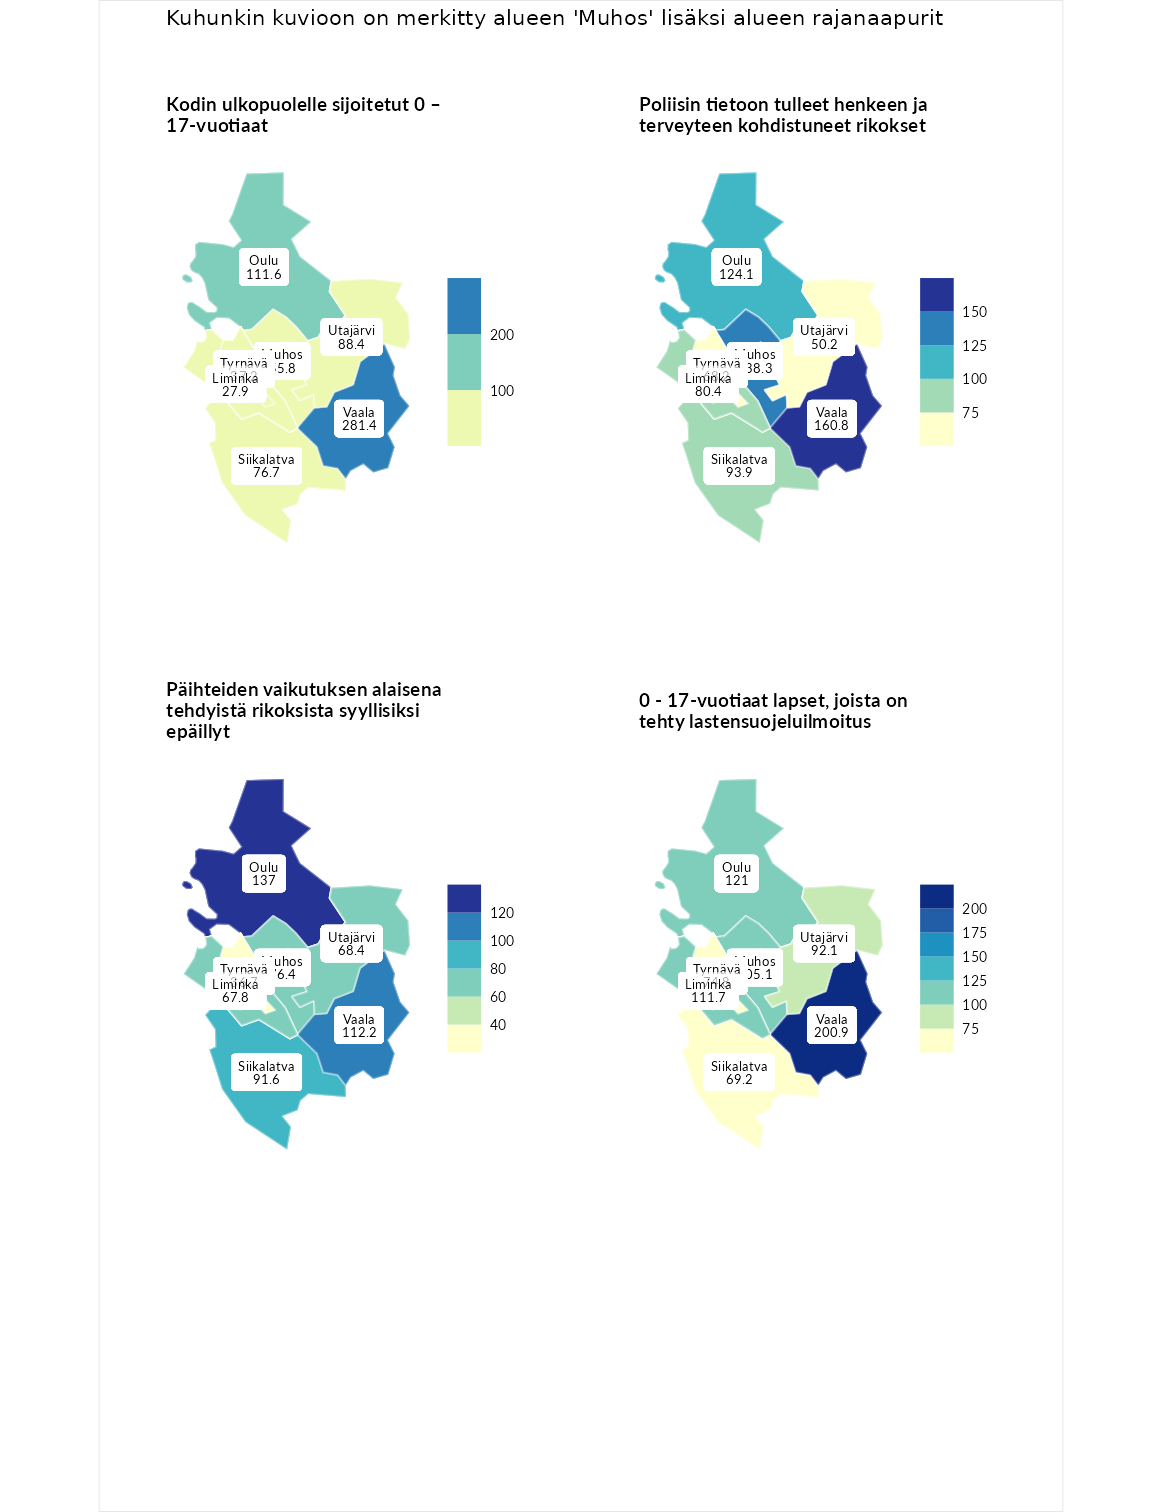 Kuhunkin kuvioon on merkitty alueen 'Muhos' lisäksi alueen rajanaapurit
Kodin ulkopuolelle sijoitetut 0 –
17-vuotiaat
Oulu
111.6
Utajärvi
88.4
Tyrnävä
Liminka
27.9
Vaala
281.4
Siikalatva
76.7
200
100
Poliisin tietoon tulleet henkeen ja
terveyteen kohdistuneet rikokset
Oulu
124.1
Utajärvi
50.2
Tyrnävä
Liminka
80.4
Vaala
160.8
Siikalatva
93.9
150
125
100
75
Päihteiden vaikutuksen alaisena
tehdyistä rikoksista syyllisiksi
epäillyt
Oulu
137
Utajärvi
68.4
Tyrnävä
Liminka
67.8
Vaala
112.2
Siikalatva
91.6
120
100
80
60
40
0 - 17-vuotiaat lapset, joista on
tehty lastensuojeluilmoitus
Oulu
121
Utajärvi
92.1
Tyrnävä
Liminka
111.7
Vaala
200.9
Siikalatva
69.2
200
175
150
125
100
75